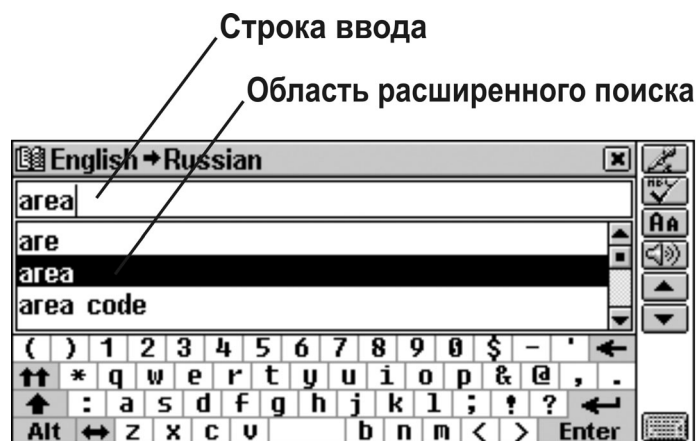 Строка ввода
Область расширенного поиска
English → Russian
area
are
area
area code
( ) 1 2 3 4 5 6 7 8 9 0 $ - ' ←
* q w e r t y u i o p & @ , .
: a s d f g h j k l ; ! ?
Alt ↔ z x c v b n m < > Enter
Aa